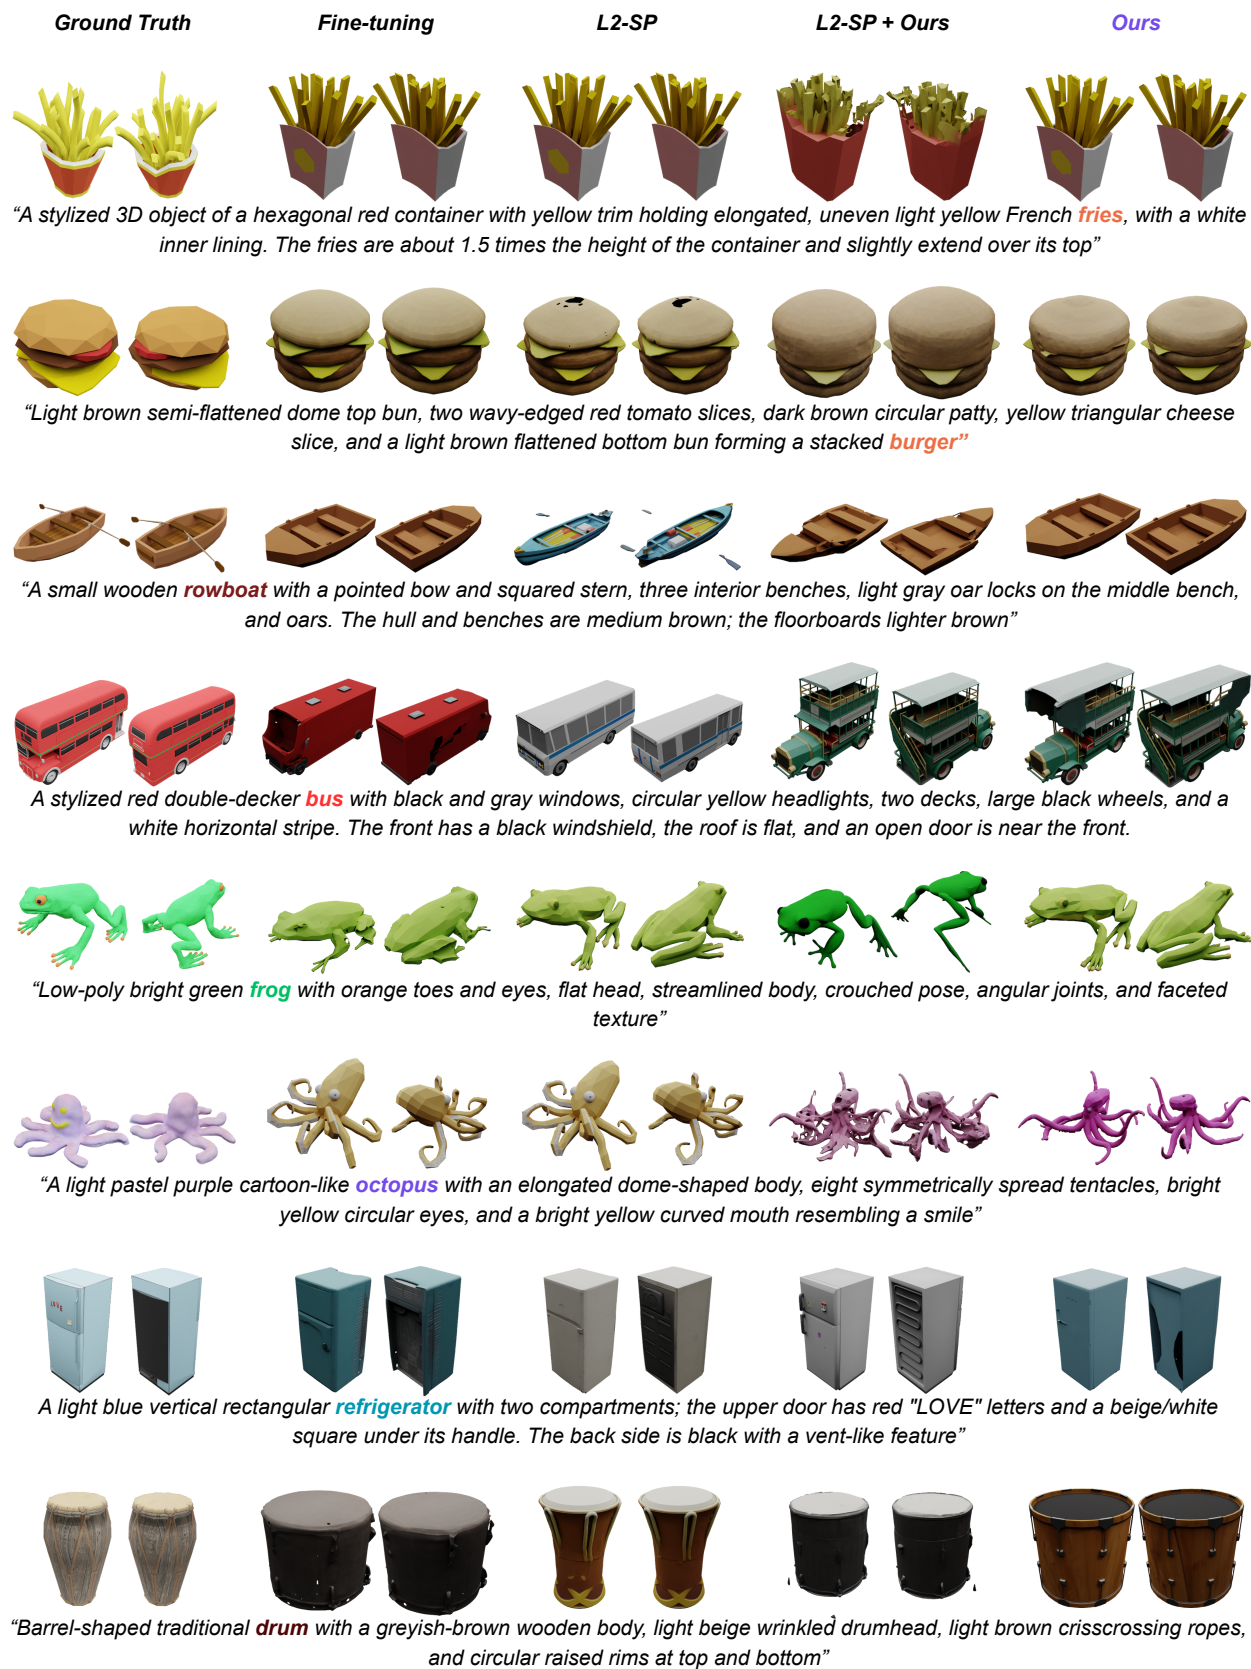 Ground Truth
Fine-tuning
L2-SP
L2-SP + Ours
Ours
“A stylized 3D object of a hexagonal red container with yellow trim holding elongated, uneven light yellow French fries, with a white
inner lining. The fries are about 1.5 times the height of the container and slightly extend over its top”
“Light brown semi-flattened dome top bun, two wavy-edged red tomato slices, dark brown circular patty, yellow triangular cheese
slice, and a light brown flattened bottom bun forming a stacked burger”
“A small wooden rowboat with a pointed bow and squared stern, three interior benches, light gray oar locks on the middle bench,
and oars. The hull and benches are medium brown; the floorboards lighter brown”
A stylized red double-decker bus with black and gray windows, circular yellow headlights, two decks, large black wheels, and a
white horizontal stripe. The front has a black windshield, the roof is flat, and an open door is near the front.
“Low-poly bright green frog with orange toes and eyes, flat head, streamlined body, crouched pose, angular joints, and faceted
texture”
“A light pastel purple cartoon-like octopus with an elongated dome-shaped body, eight symmetrically spread tentacles, bright
yellow circular eyes, and a bright yellow curved mouth resembling a smile”
LOVE
A light blue vertical rectangular refrigerator with two compartments; the upper door has red "LOVE" letters and a beige/white
square under its handle. The back side is black with a vent-like feature”
“Barrel-shaped traditional drum with a greyish-brown wooden body, light beige wrinkled drumhead, light brown crisscrossing ropes,
and circular raised rims at top and bottom”